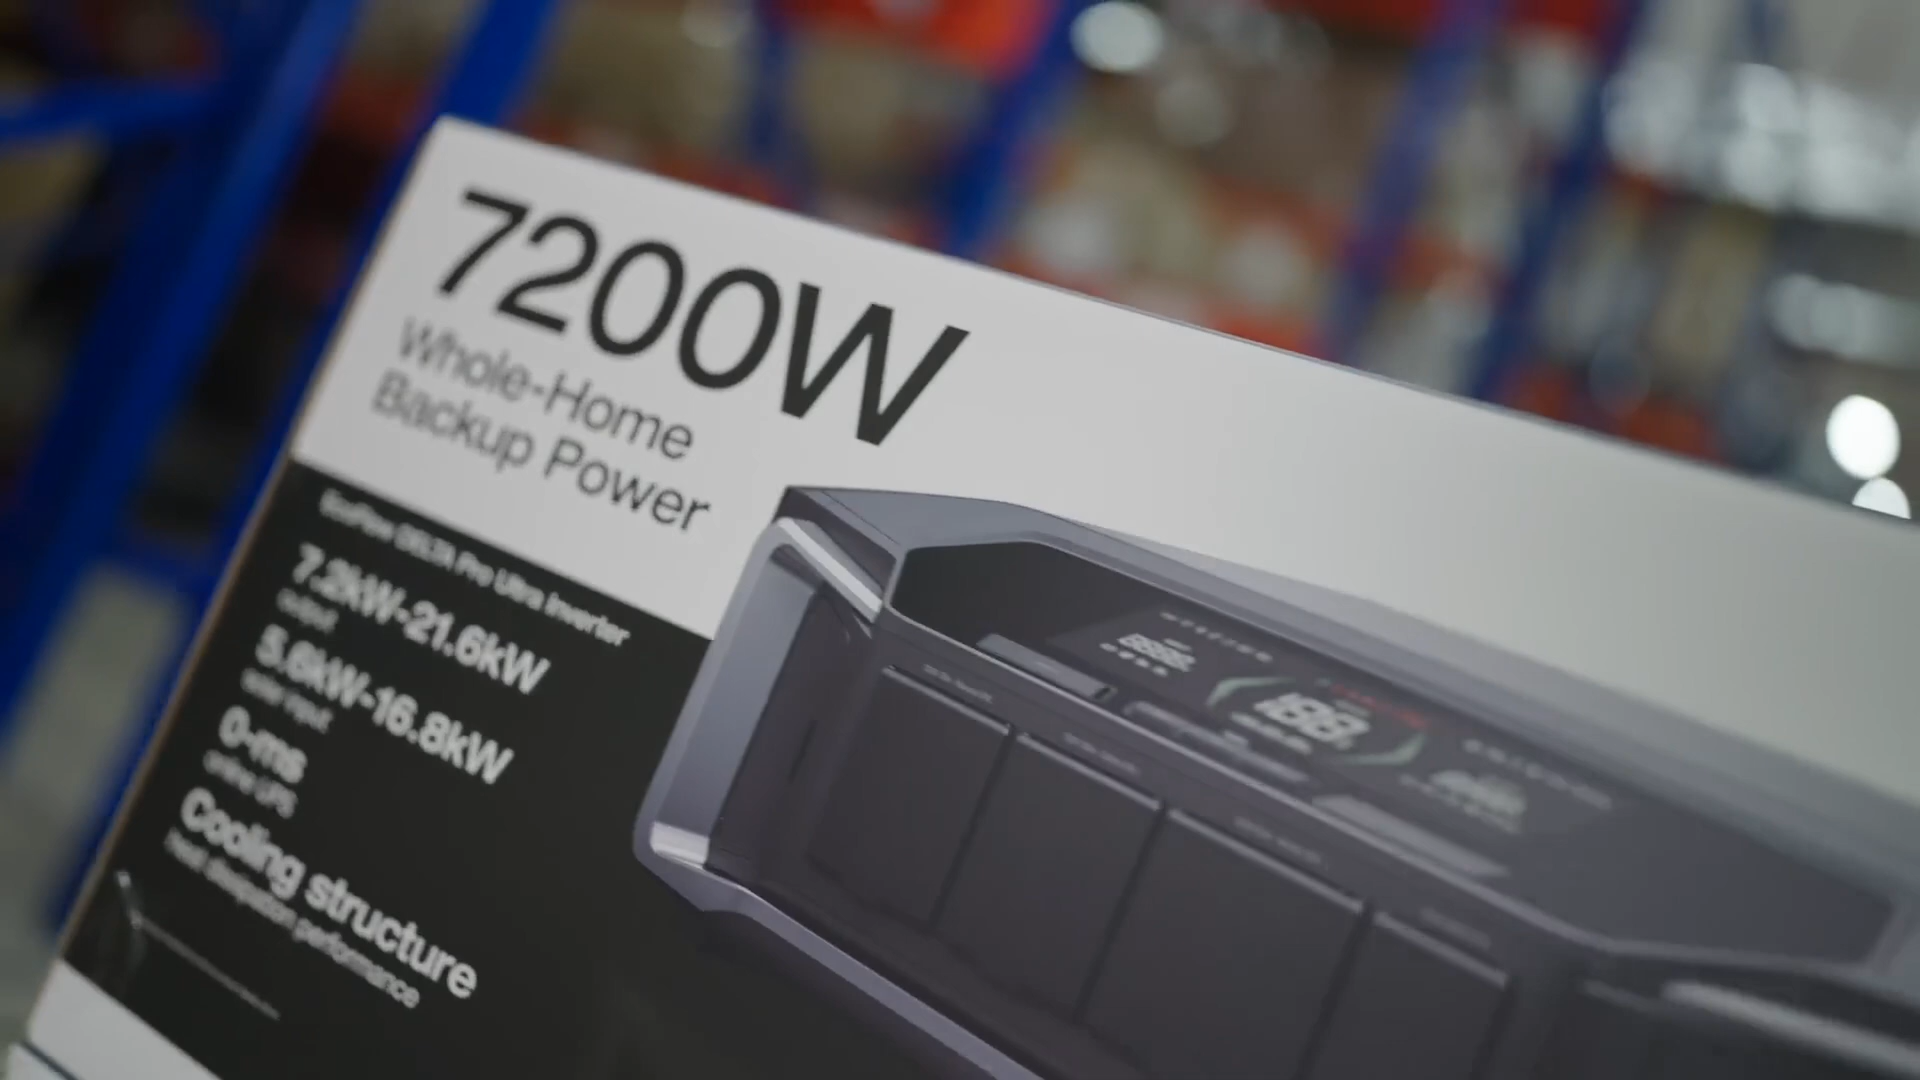 7200W
Whole-Home
Backup Power
EcoFlow DELTA Pro Ultra Inverter
7.2kW-21.6kW
output
5.6kW-16.8kW
solar input
0-ms
online UPS
Cooling structure
heat dissipation performance
188